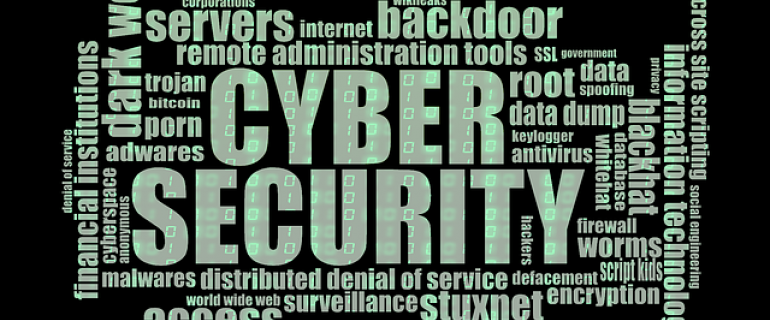 corporations
wikileaks
servers
internet
backdoor
remote administration tools
SSL
government
dark w
trojan
bitcoin
porn
adwares
CYBER
SECURITY
root
data
spoofing
data dump
keylogger
antivirus
privacy
cross site scripting
information technolo
blackhat
database
whitehat
social engineering
denial of service
financial institutions
cyberspace
anonymous
hackers
firewall
worms
script kids
malwares
distributed denial of service
defacement
encryption
world wide web
surveillance
stuxnet
access